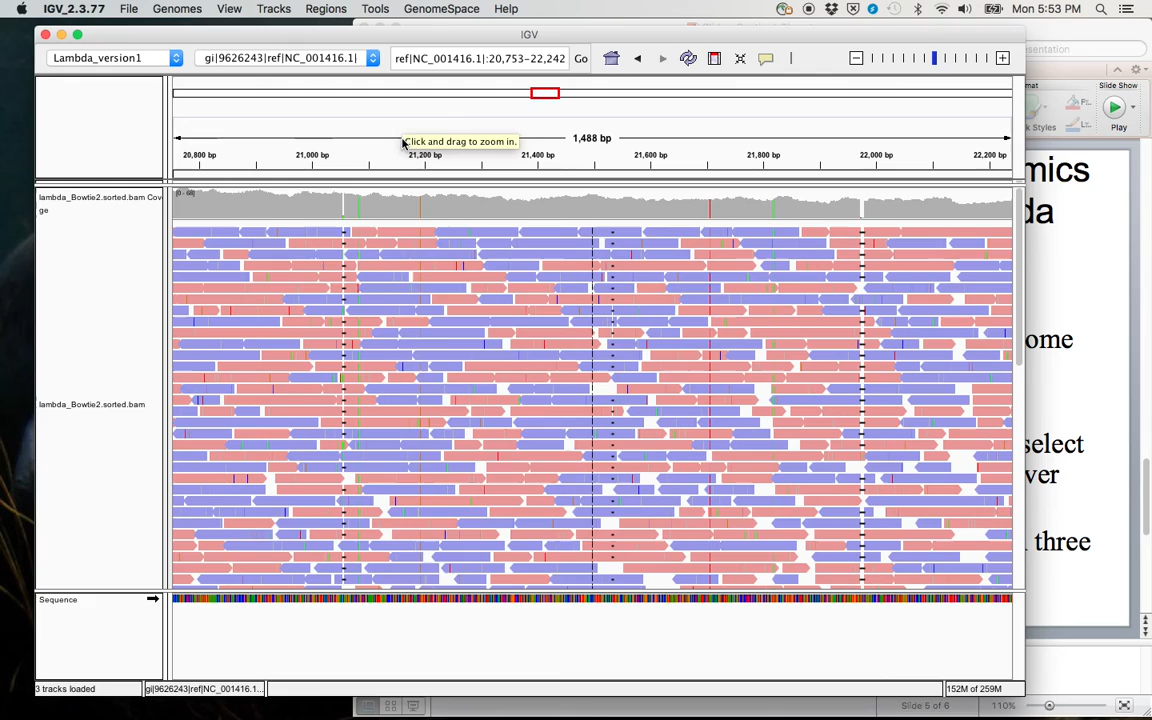 IGV_2.3.77 File Genomes View Tracks Regions Tools GenomeSpace Help Mon 5:53 PM
IGV
Lambda_version1 gi|9626243|ref|NC_001416.1| ref|NC_001416.1|:20,753-22,242 Go
esentation
mat Slide Show
k Styles Play
Click and drag to zoom in.
1,488 bp
20,800 bp 21,000 bp 21,200 bp 21,400 bp 21,600 bp 21,800 bp 22,000 bp 22,200 bp
mics
da
lambda_Bowtie2.sorted.bam Cov
ge
ome
lambda_Bowtie2.sorted.bam
select
ver
three
Sequence
3 tracks loaded gi|9626243|ref|NC_001416.1... 152M of 259M
Slide 5 of 6 110%